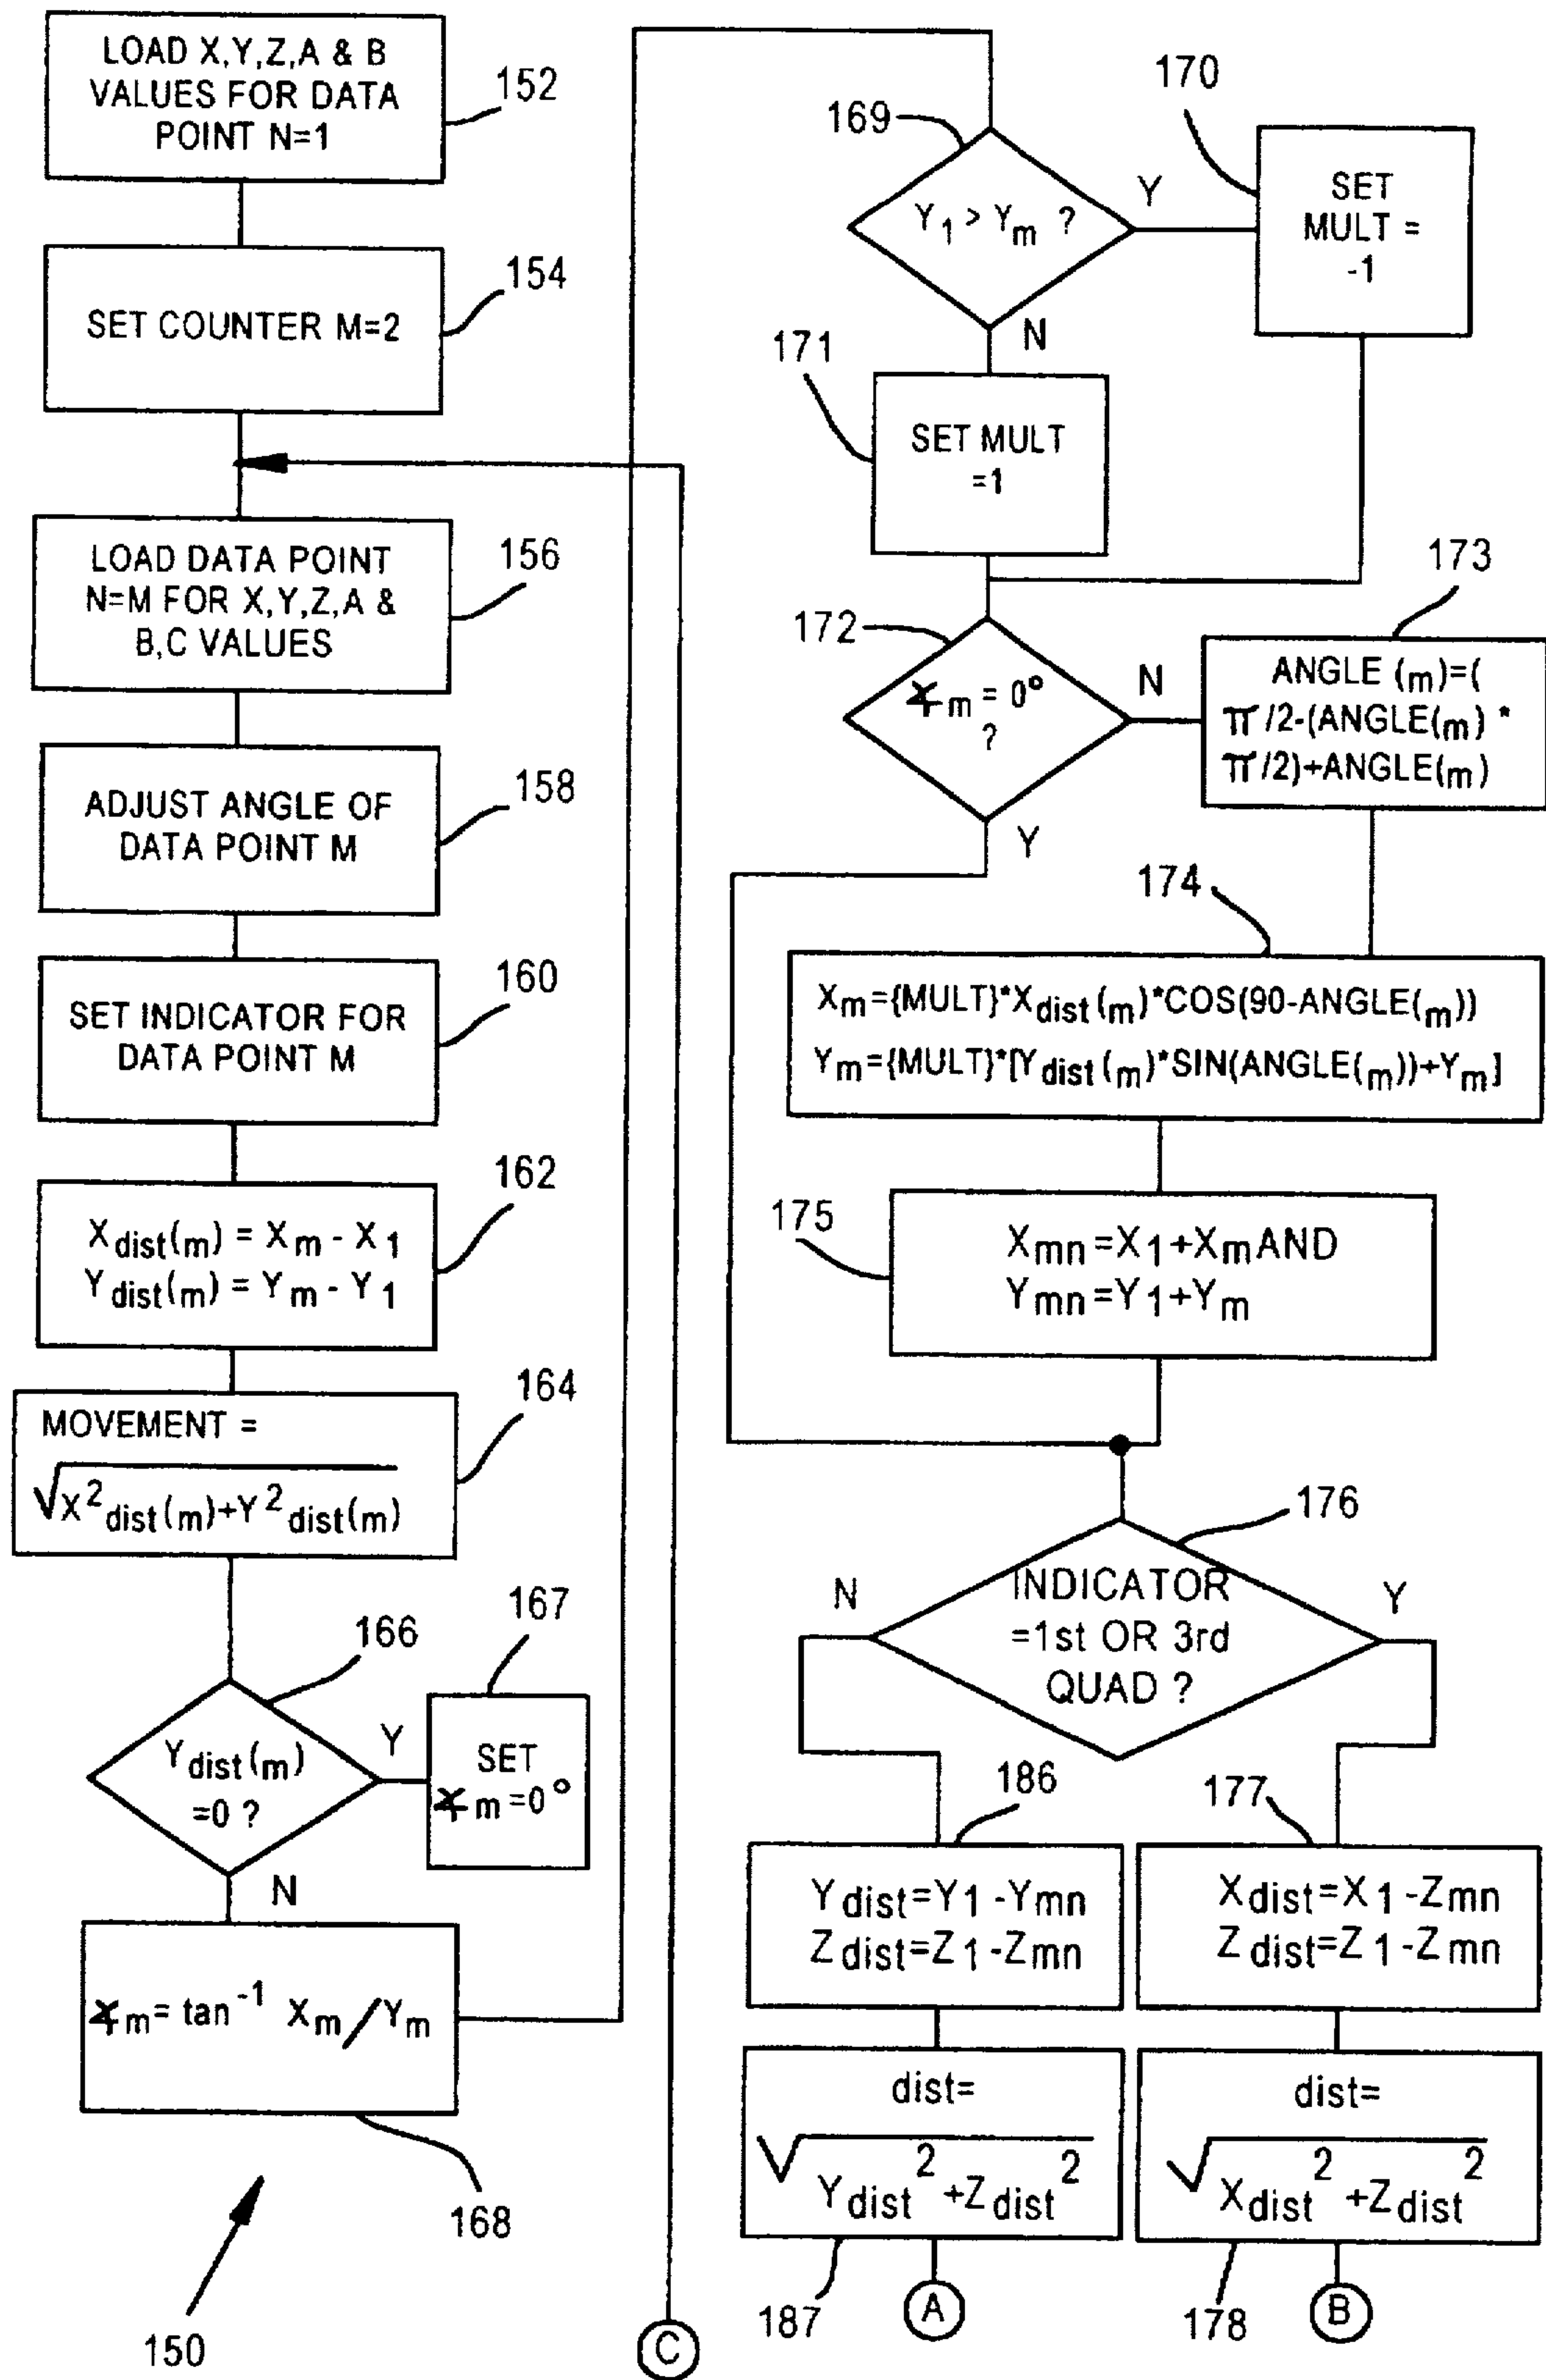 LOAD X,Y,Z,A & B
VALUES FOR DATA
POINT N=1
152
SET COUNTER M=2
154
LOAD DATA POINT
N=M FOR X,Y,Z,A &
B,C VALUES
156
ADJUST ANGLE OF
DATA POINT M
158
SET INDICATOR FOR
DATA POINT M
160
Xdist(m) = Xm - X1
Ydist(m) = Ym - Y1
162
MOVEMENT =
√X²dist(m)+Y²dist(m)
164
166
Ydist(m)
=0 ?
Y
N
167
SET
∡m=0°
∡m= tan⁻¹ Xm/Ym
168
150
C
169
Y1 > Ym ?
Y
N
170
SET
MULT =
-1
171
SET MULT
=1
172
∡m = 0°
?
N
Y
173
ANGLE (m)=(
π/2-(ANGLE(m) *
π/2)+ANGLE(m)
174
Xm={MULT}*Xdist(m)*COS(90-ANGLE(m))
Ym={MULT}*[Ydist(m)*SIN(ANGLE(m))+Ym]
175
Xmn=X1+XmAND
Ymn=Y1+Ym
176
INDICATOR
=1st OR 3rd
QUAD ?
N
Y
186
Ydist=Y1-Ymn
Zdist=Z1-Zmn
177
Xdist=X1-Zmn
Zdist=Z1-Zmn
dist=
√Ydist²+Zdist²
187
A
dist=
√Xdist²+Zdist²
178
B